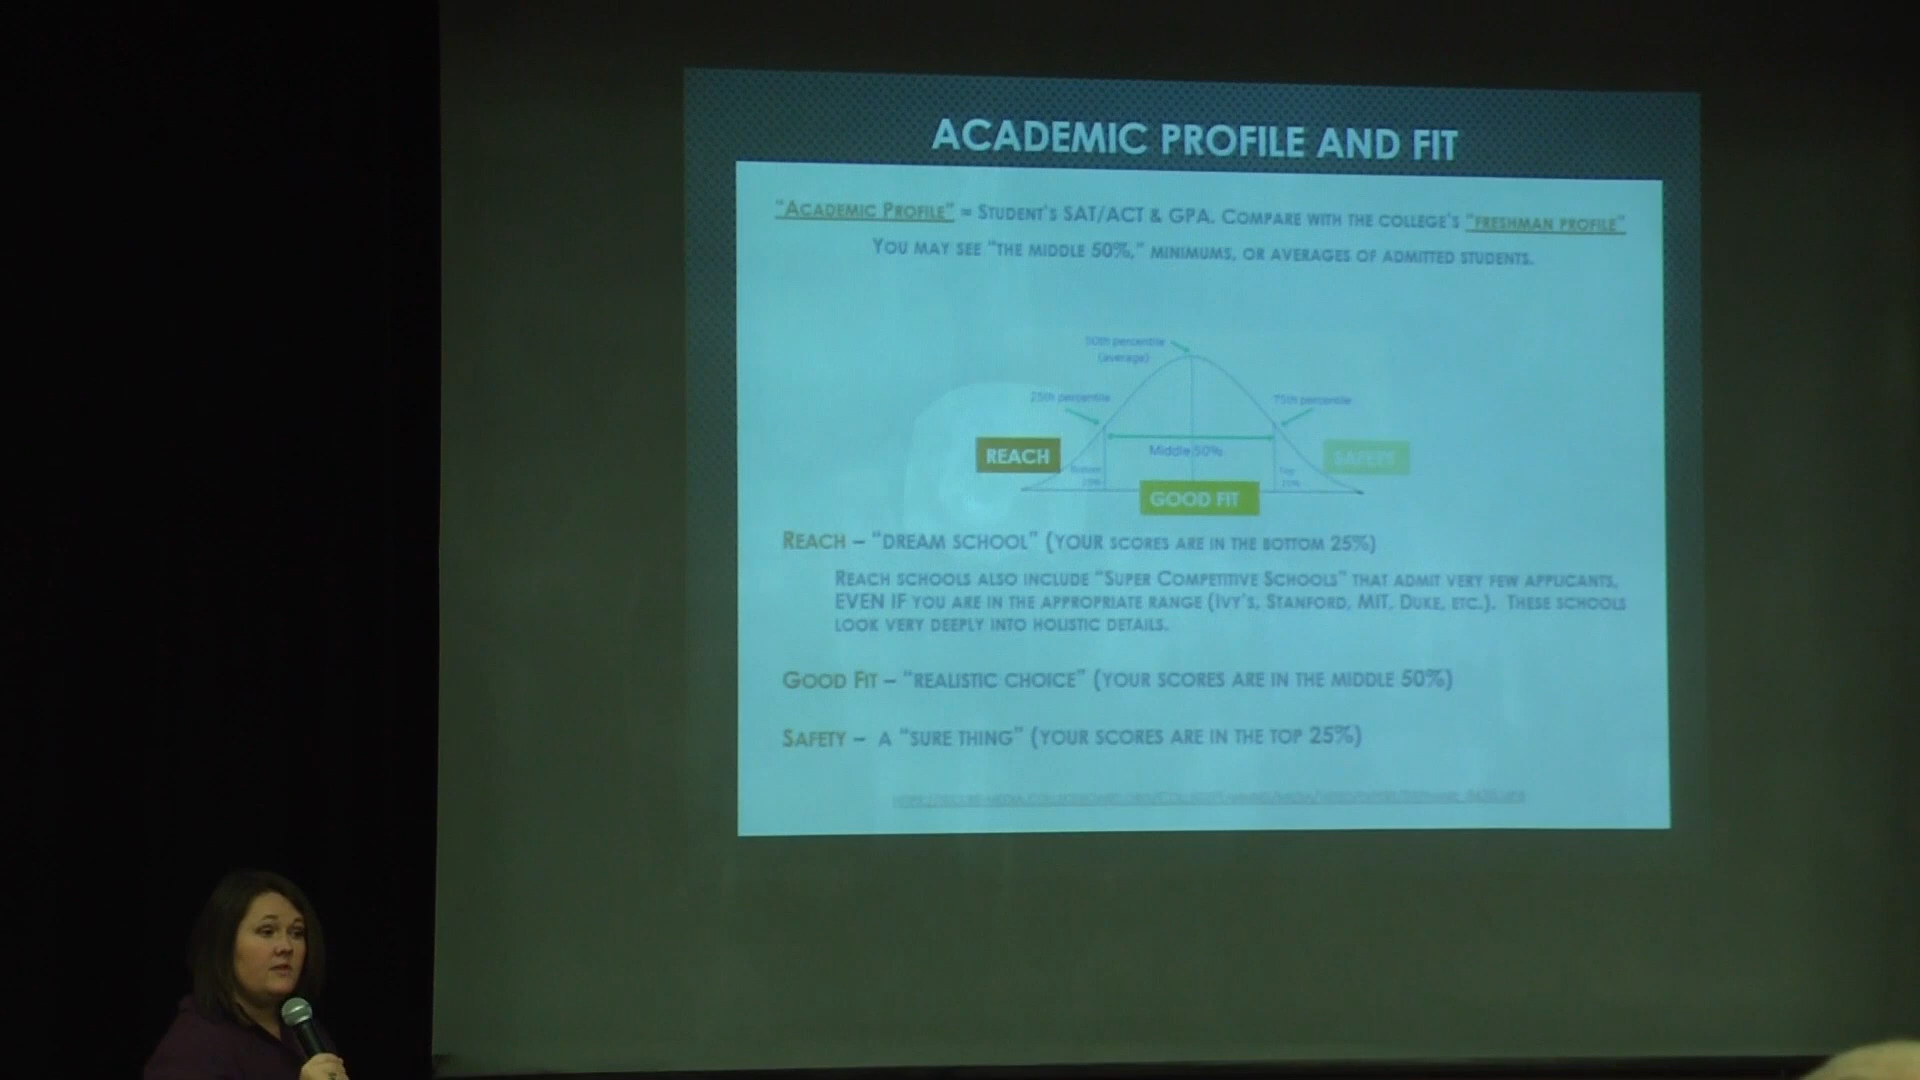 ACADEMIC PROFILE AND FIT
"ACADEMIC PROFILE" = STUDENT'S SAT/ACT & GPA. COMPARE WITH THE COLLEGE'S "FRESHMAN PROFILE"
YOU MAY SEE "THE MIDDLE 50%," MINIMUMS, OR AVERAGES OF ADMITTED STUDENTS.
50th percentile
(average)
25th percentile
75th percentile
REACH
Middle 50%
SAFETY
Bottom
25%
Top
25%
GOOD FIT
REACH – "DREAM SCHOOL" (YOUR SCORES ARE IN THE BOTTOM 25%)
REACH SCHOOLS ALSO INCLUDE "SUPER COMPETITIVE SCHOOLS" THAT ADMIT VERY FEW APPLICANTS,
EVEN IF YOU ARE IN THE APPROPRIATE RANGE (IVY'S, STANFORD, MIT, DUKE, ETC.). THESE SCHOOLS
LOOK VERY DEEPLY INTO HOLISTIC DETAILS.
GOOD FIT – "REALISTIC CHOICE" (YOUR SCORES ARE IN THE MIDDLE 50%)
SAFETY – A "SURE THING" (YOUR SCORES ARE IN THE TOP 25%)